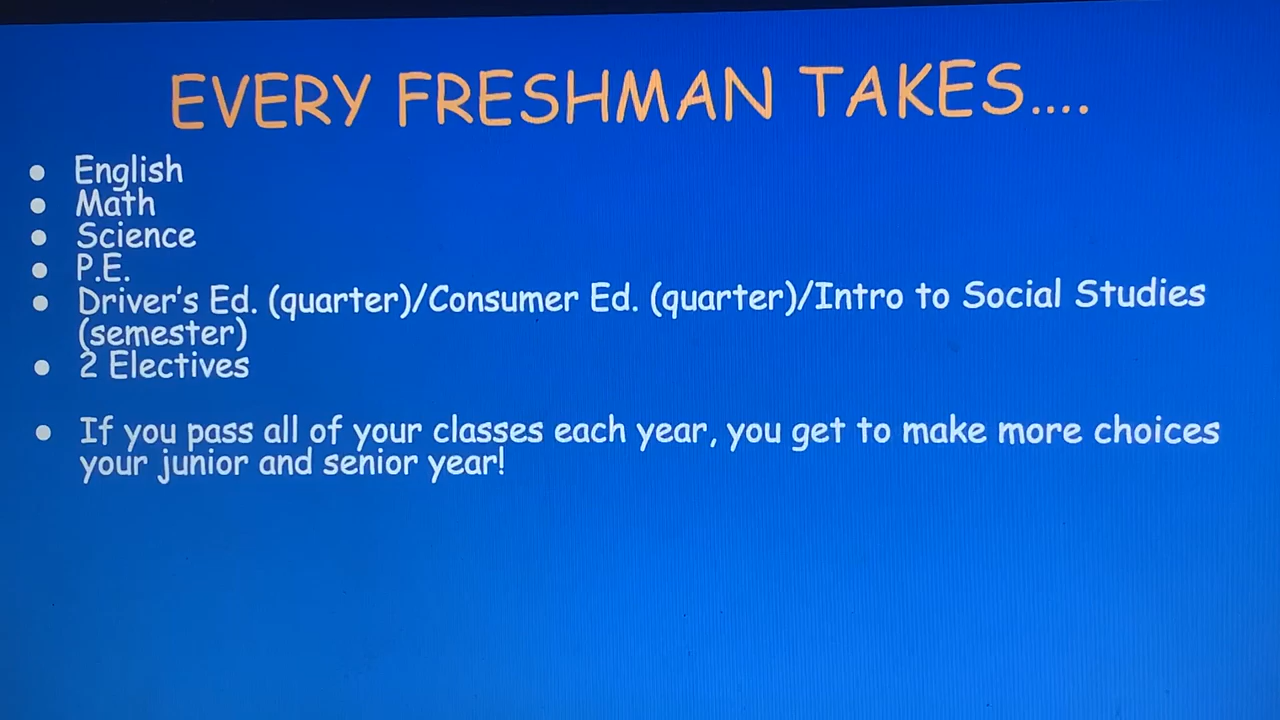 EVERY FRESHMAN TAKES....
● English
● Math
● Science
● P.E.
● Driver's Ed. (quarter)/Consumer Ed. (quarter)/Intro to Social Studies
(semester)
● 2 Electives
● If you pass all of your classes each year, you get to make more choices
your junior and senior year!